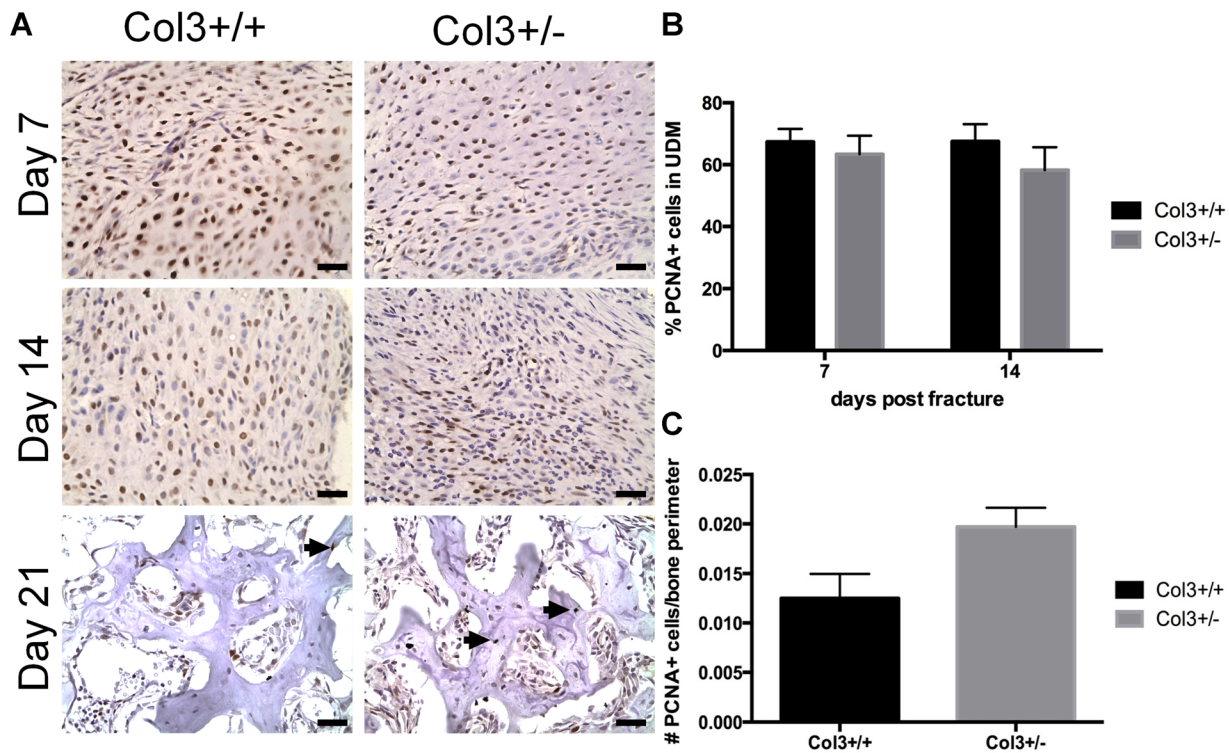 A
Col3+/+
Col3+/-
Day 7
Day 14
Day 21
B
80
60
40
20
0
%PCNA+ cells in UDM
7
14
days post fracture
Col3+/+
Col3+/-
C
0.025
0.020
0.015
0.010
0.005
0.000
# PCNA+ cells/bone perimeter
Col3+/+
Col3+/-
Col3+/+
Col3+/-